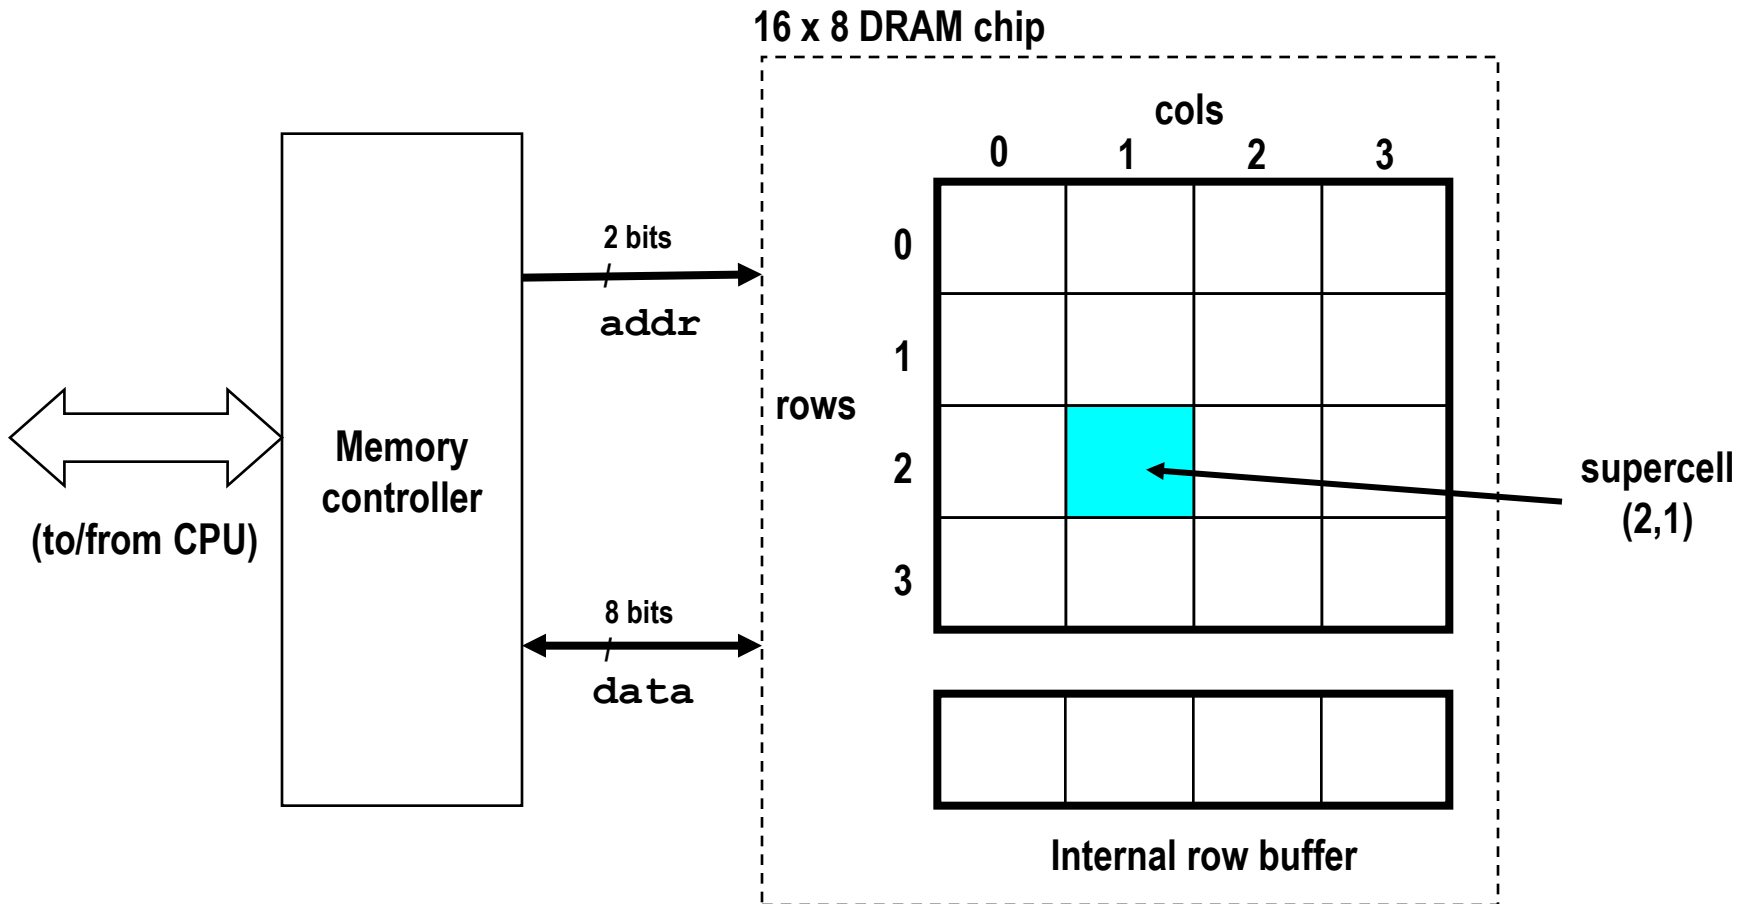 16 x 8 DRAM chip
cols
0 1 2 3
2 bits
addr
0
1
rows
2
3
Memory
controller
(to/from CPU)
supercell
(2,1)
8 bits
data
Internal row buffer